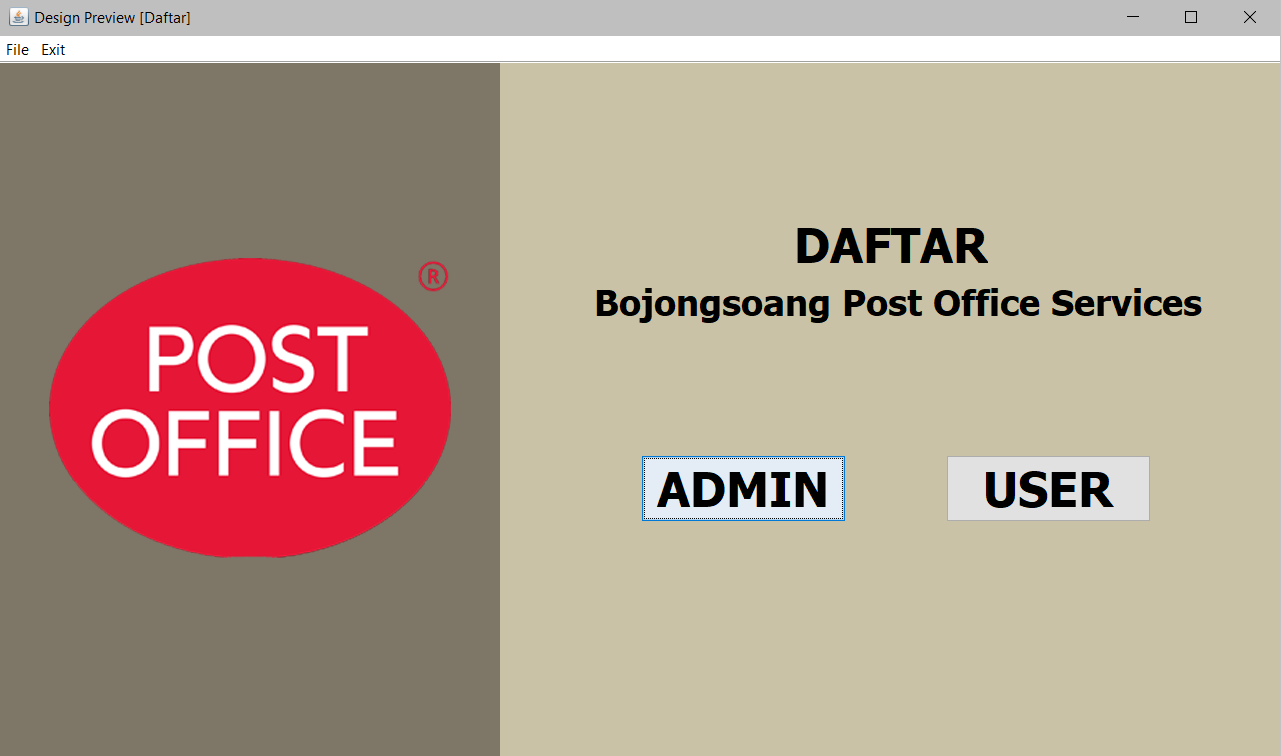 Design Preview [Daftar]
File Exit
®
POST
OFFICE
DAFTAR
Bojongsoang Post Office Services
ADMIN USER